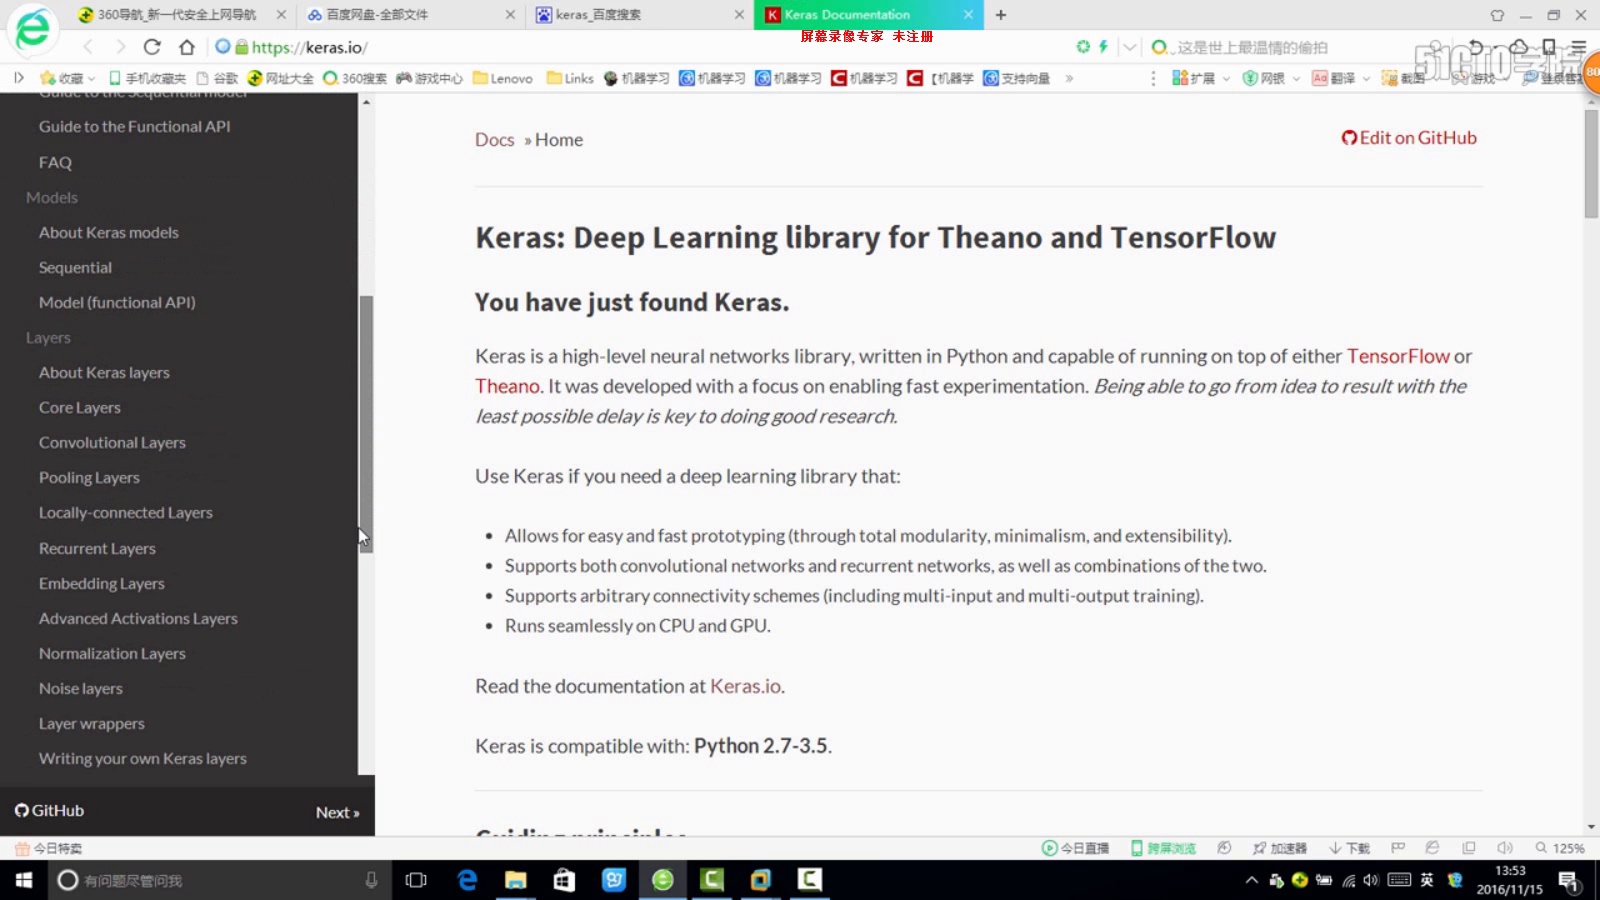 360导航_新一代安全上网导航
百度网盘-全部文件
keras_百度搜索
Keras Documentation
屏幕录像专家 未注册
https://keras.io/
这是世上最温情的偷拍
51CTO学院
收藏
手机收藏夹
谷歌
网址大全
360搜索
游戏中心
Lenovo
Links
机器学习
机器学习
机器学习
机器学习
【机器学
支持向量
»
扩展
网银
翻译
截图
游戏
80
Guide to the Sequential model
Guide to the Functional API
FAQ
Models
About Keras models
Sequential
Model (functional API)
Layers
About Keras layers
Core Layers
Convolutional Layers
Pooling Layers
Locally-connected Layers
Recurrent Layers
Embedding Layers
Advanced Activations Layers
Normalization Layers
Noise layers
Layer wrappers
Writing your own Keras layers
GitHub
Next »
Docs » Home
Edit on GitHub
Keras: Deep Learning library for Theano and TensorFlow
You have just found Keras.
Keras is a high-level neural networks library, written in Python and capable of running on top of either TensorFlow or
Theano. It was developed with a focus on enabling fast experimentation. Being able to go from idea to result with the
least possible delay is key to doing good research.
Use Keras if you need a deep learning library that:
• Allows for easy and fast prototyping (through total modularity, minimalism, and extensibility).
• Supports both convolutional networks and recurrent networks, as well as combinations of the two.
• Supports arbitrary connectivity schemes (including multi-input and multi-output training).
• Runs seamlessly on CPU and GPU.
Read the documentation at Keras.io.
Keras is compatible with: Python 2.7-3.5.
Guiding principles
今日特卖
今日直播
跨屏浏览
加速器
下载
125%
有问题尽管问我
英
13:53
2016/11/15
1